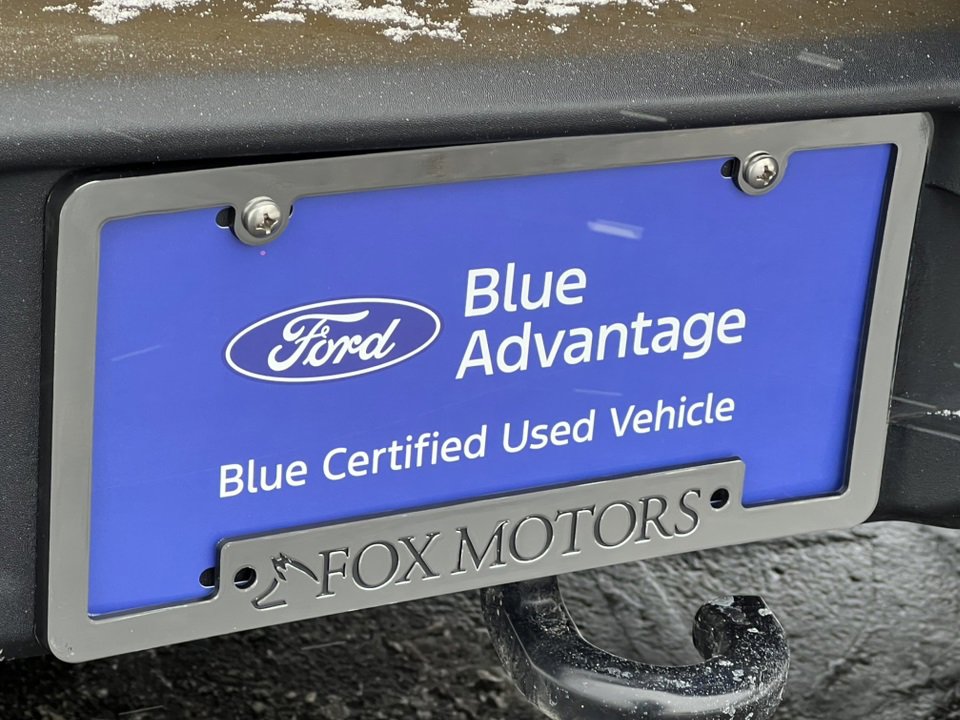 Ford
Blue
Advantage
Blue Certified Used Vehicle
FOX MOTORS